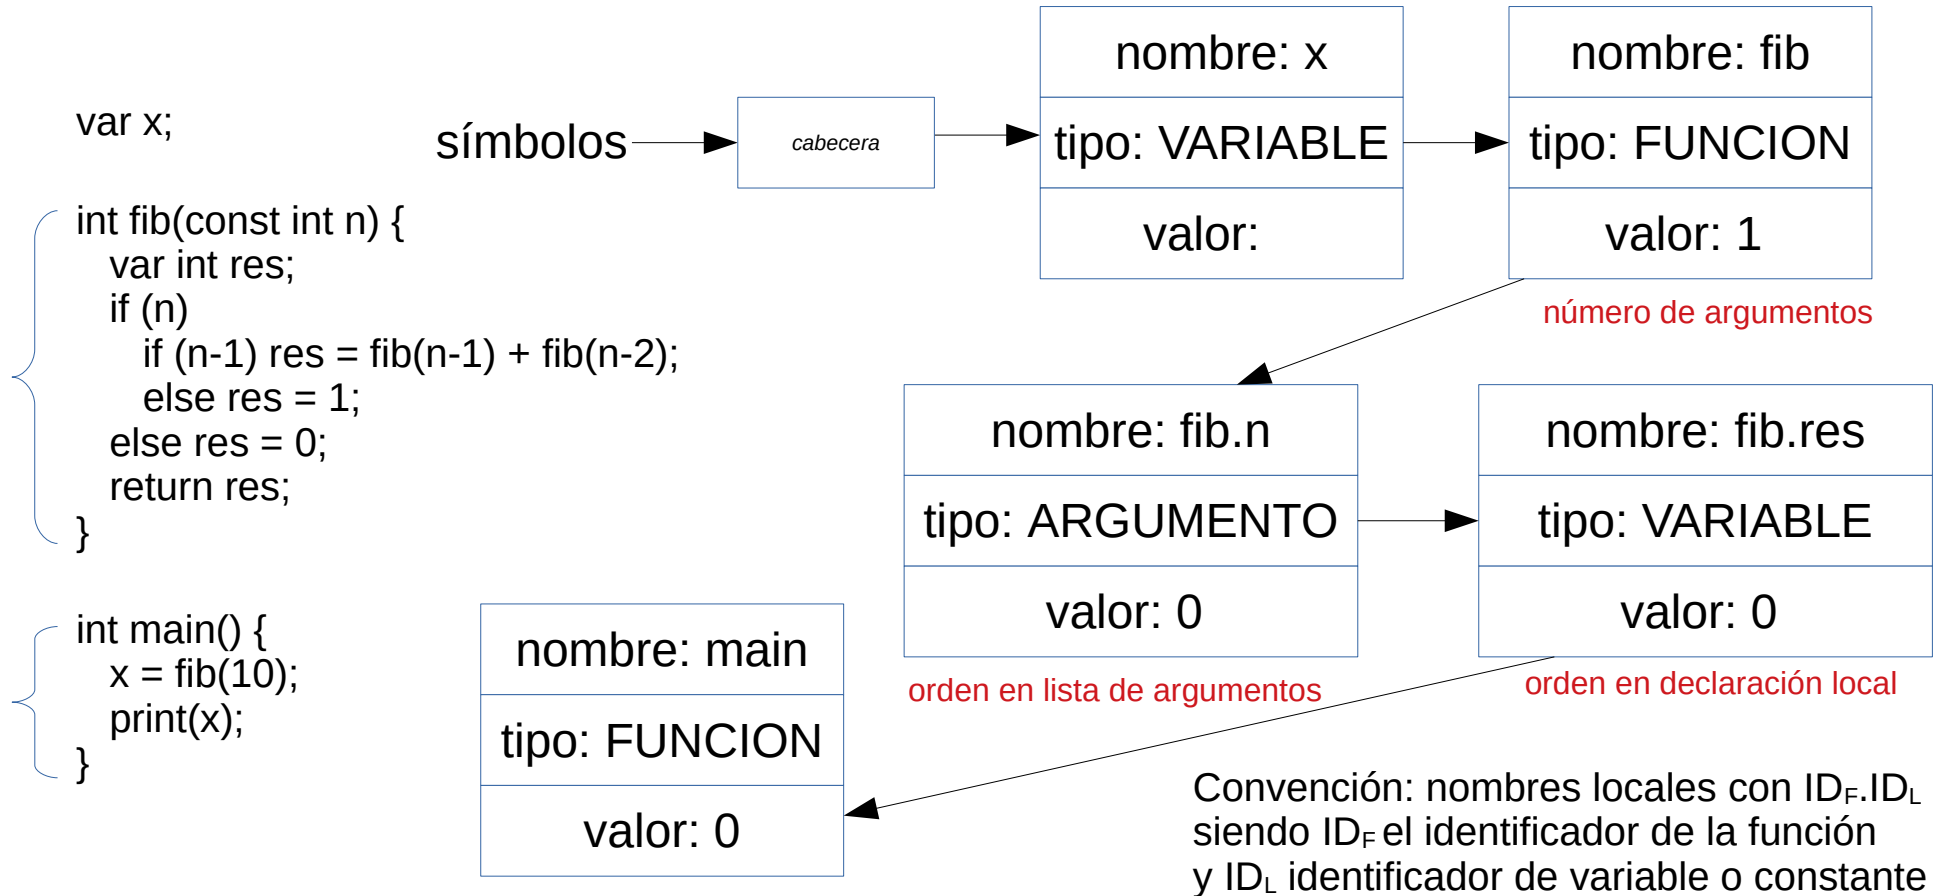 var x;
int fib(const int n) {
var int res;
if (n)
if (n-1) res = fib(n-1) + fib(n-2);
else res = 1;
else res = 0;
return res;
}
int main() {
x = fib(10);
print(x);
}
símbolos
cabecera
nombre: x
tipo: VARIABLE
valor:
nombre: fib
tipo: FUNCION
valor: 1
número de argumentos
nombre: fib.n
tipo: ARGUMENTO
valor: 0
orden en lista de argumentos
nombre: fib.res
tipo: VARIABLE
valor: 0
orden en declaración local
nombre: main
tipo: FUNCION
valor: 0
Convención: nombres locales con IDF.IDL
siendo IDF el identificador de la función
y IDL identificador de variable o constante